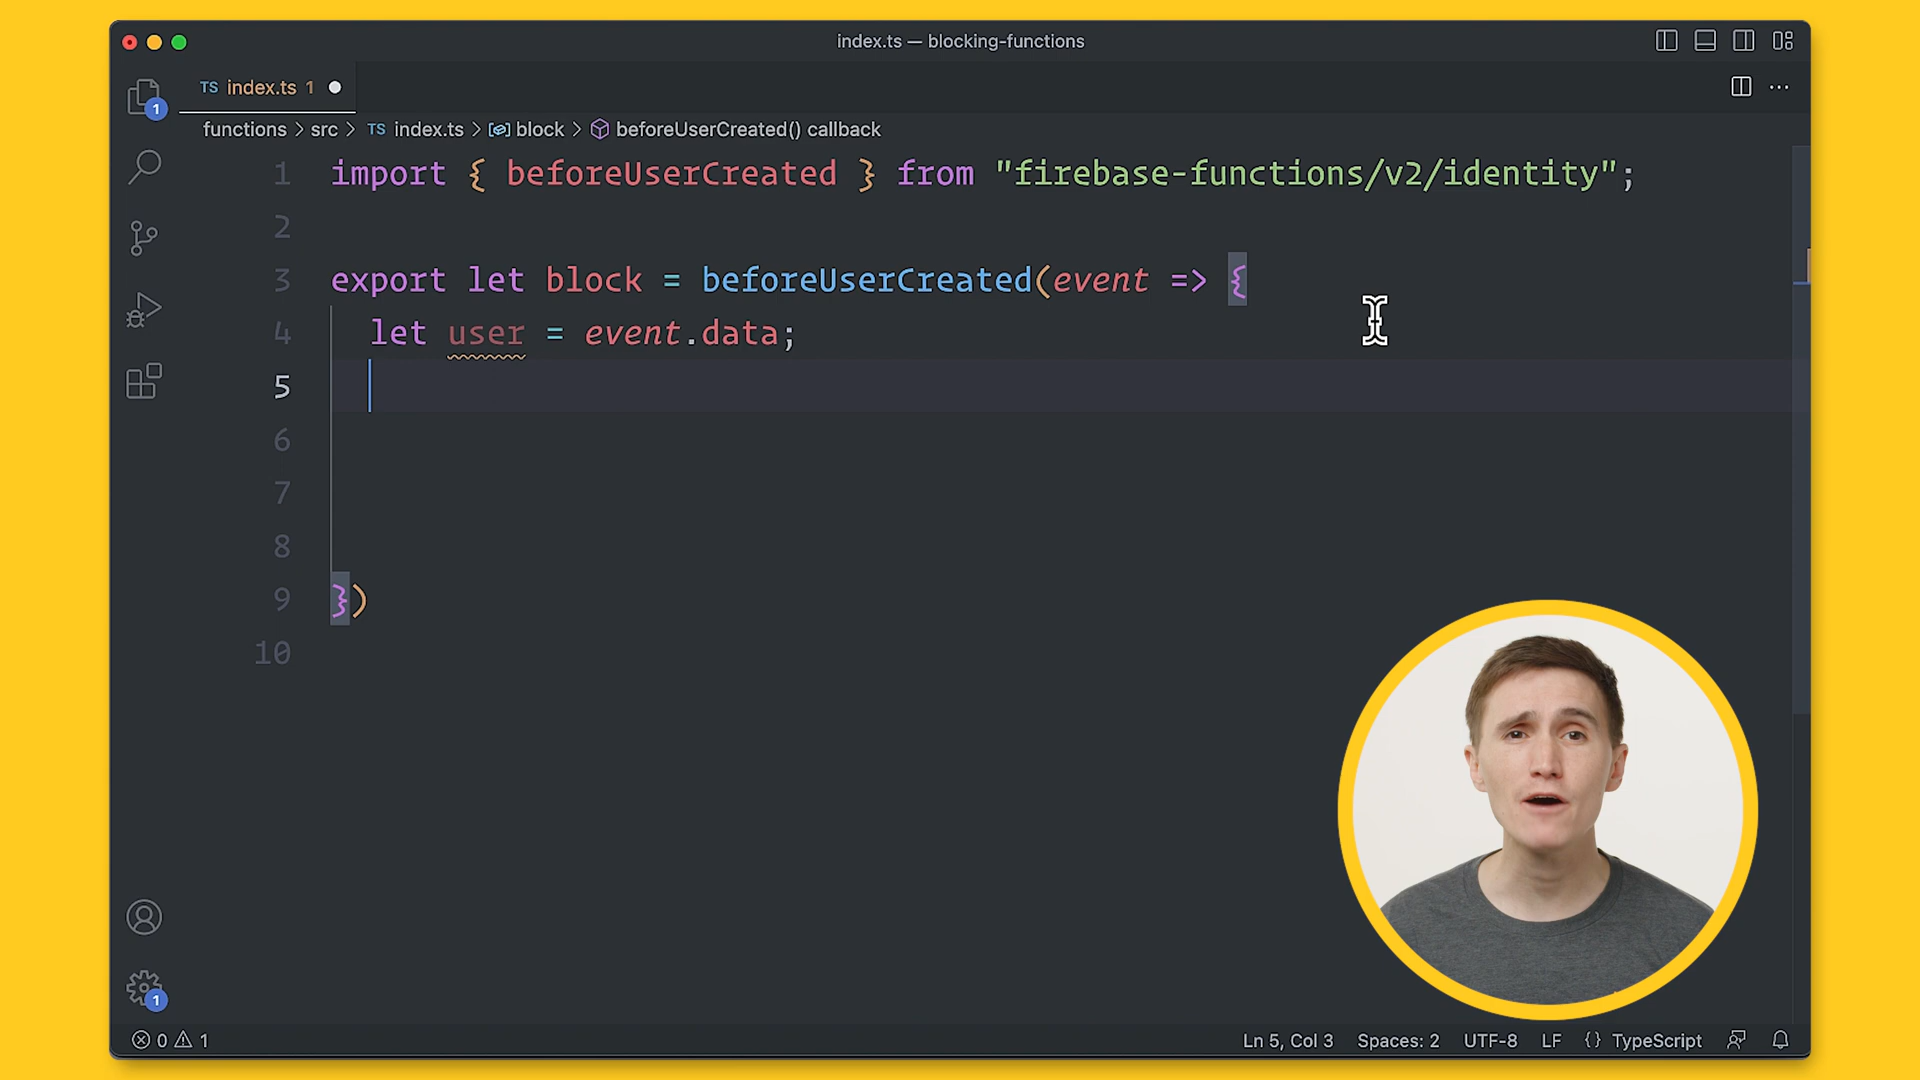 index.ts — blocking-functions
1
TS index.ts 1
functions > src > TS index.ts > block > beforeUserCreated() callback
1 import { beforeUserCreated } from "firebase-functions/v2/identity";
2
3 export let block = beforeUserCreated(event => {
4 let user = event.data;
5
6
7
8
9 })
10
1
0 1
Ln 5, Col 3 Spaces: 2 UTF-8 LF {} TypeScript